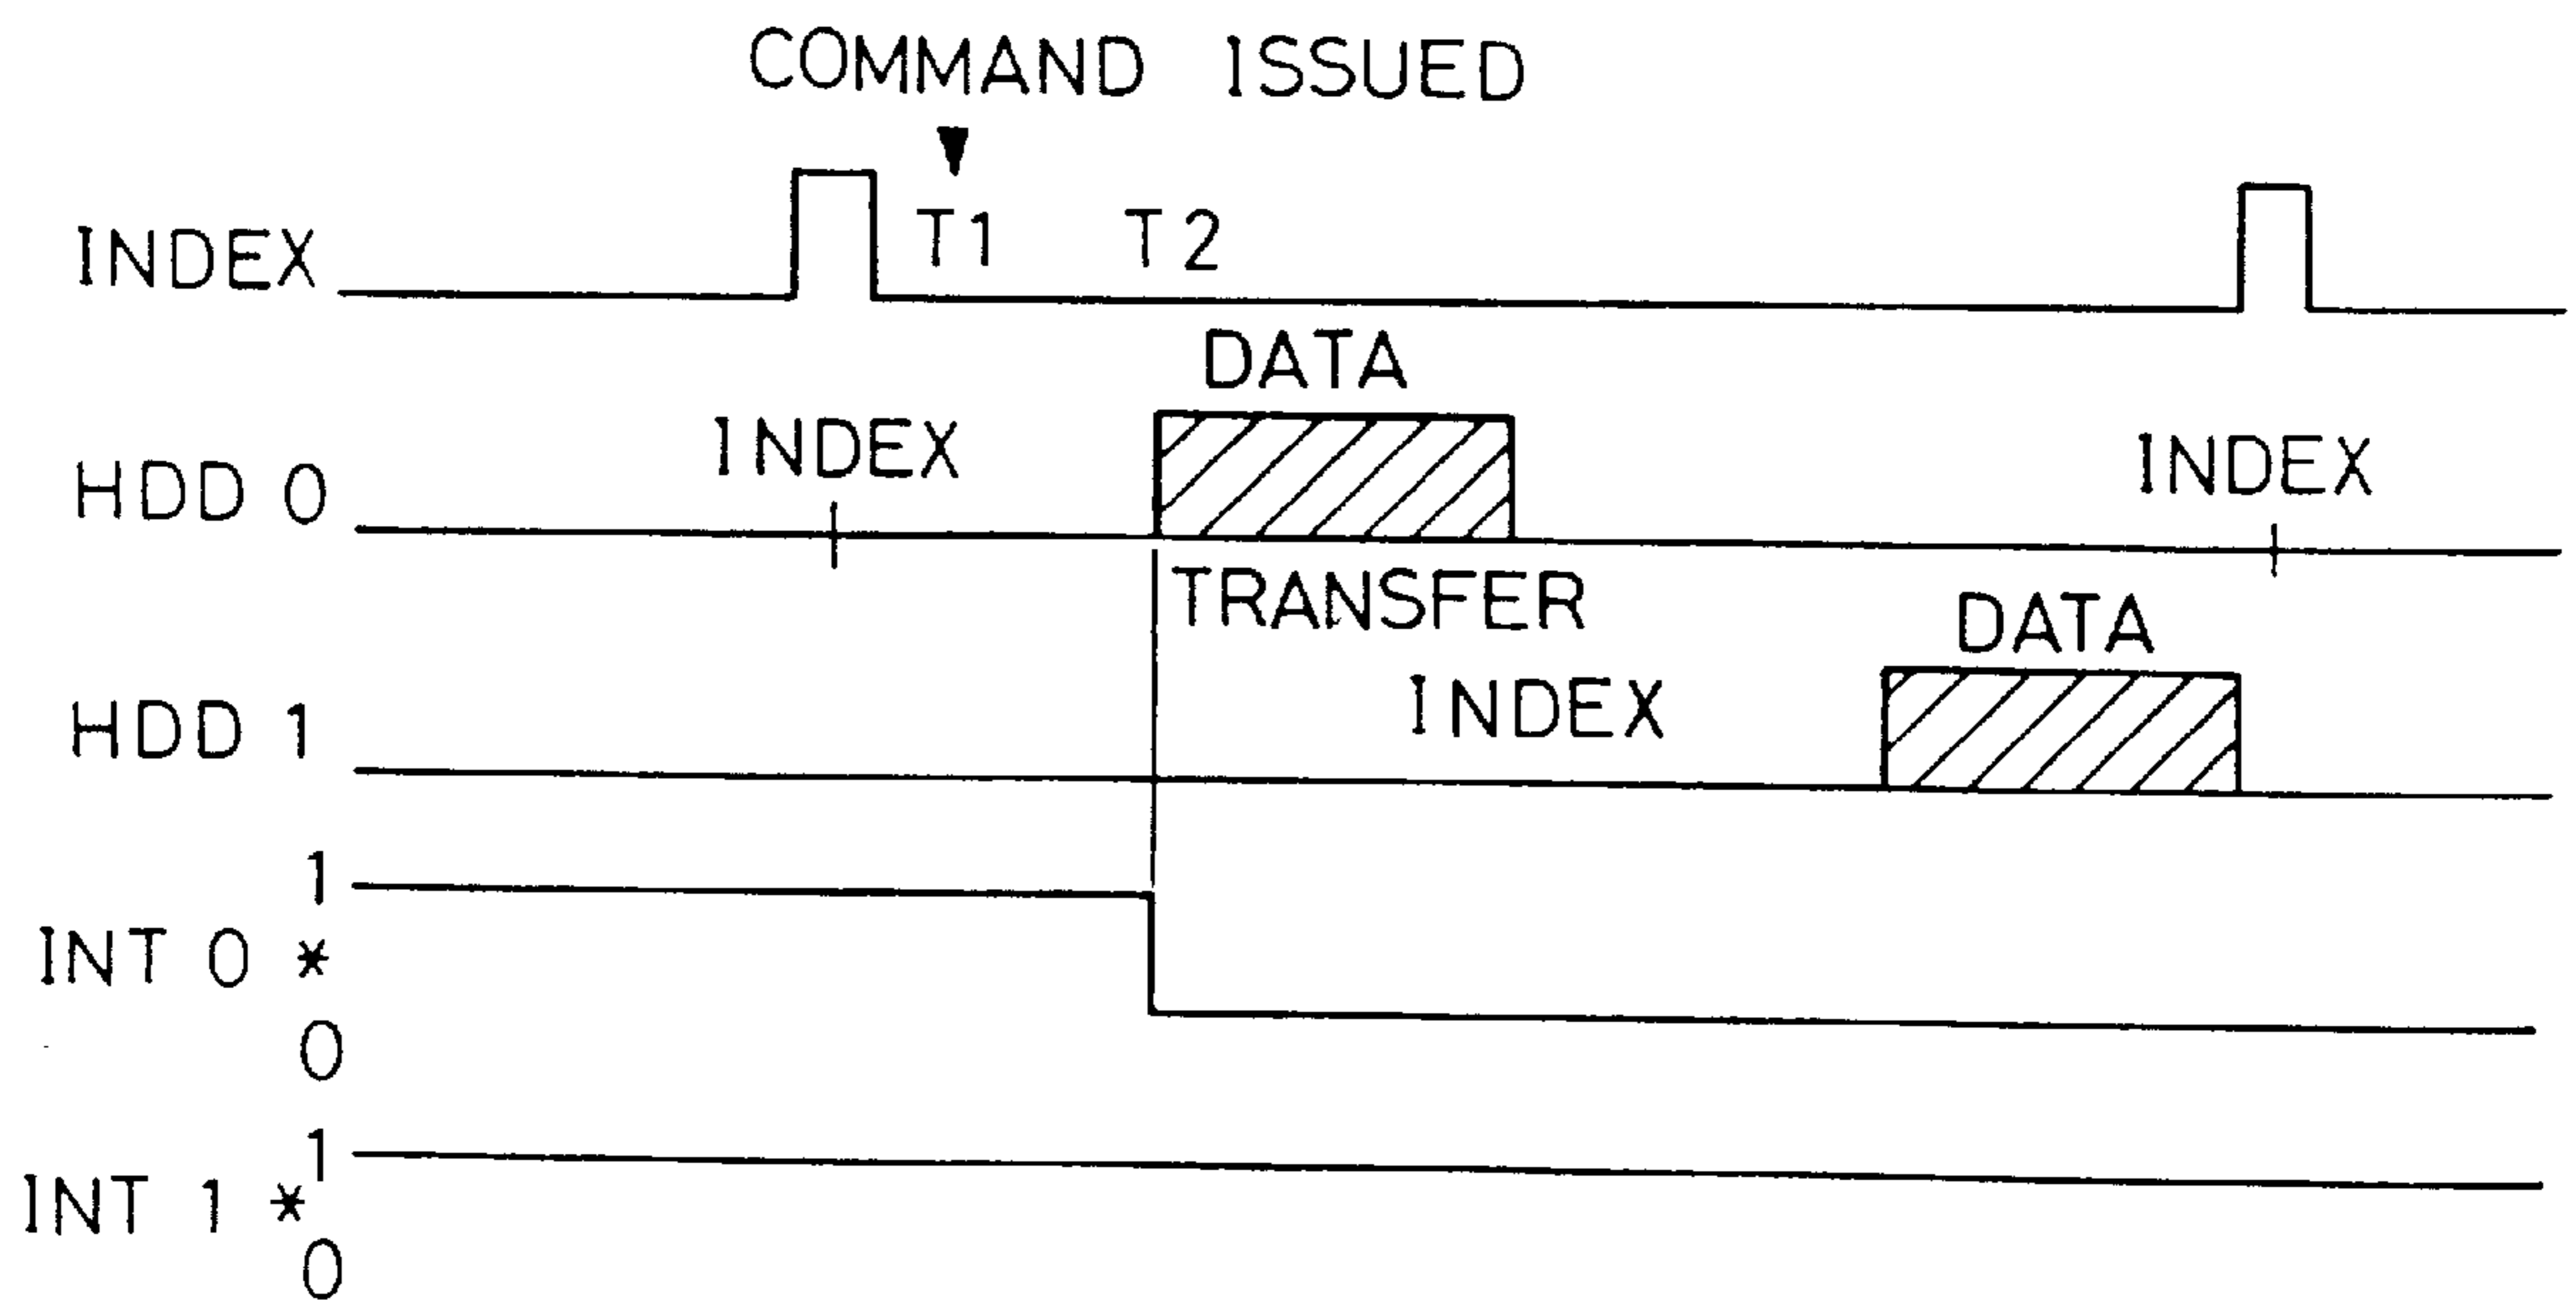 COMMAND ISSUED
T1 T2
INDEX
DATA
INDEX
INDEX
HDD 0
TRANSFER
DATA
INDEX
HDD 1
1
INT 0 *
0
1
INT 1 *
0